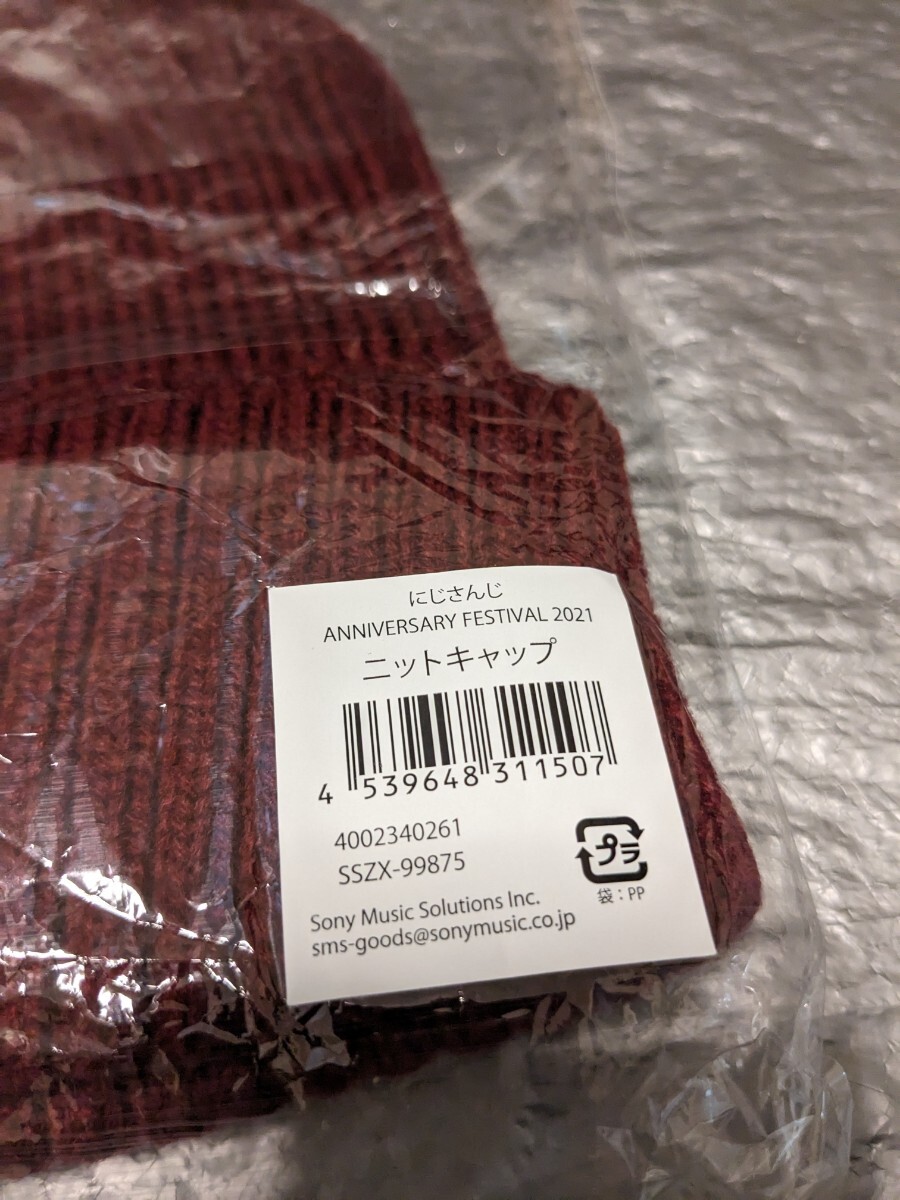 にじさんじ
ANNIVERSARY FESTIVAL 2021
ニットキャップ
4 539648 311507
4002340261
SSZX-99875
プラ
袋：PP
Sony Music Solutions Inc.
sms-goods@sonymusic.co.jp